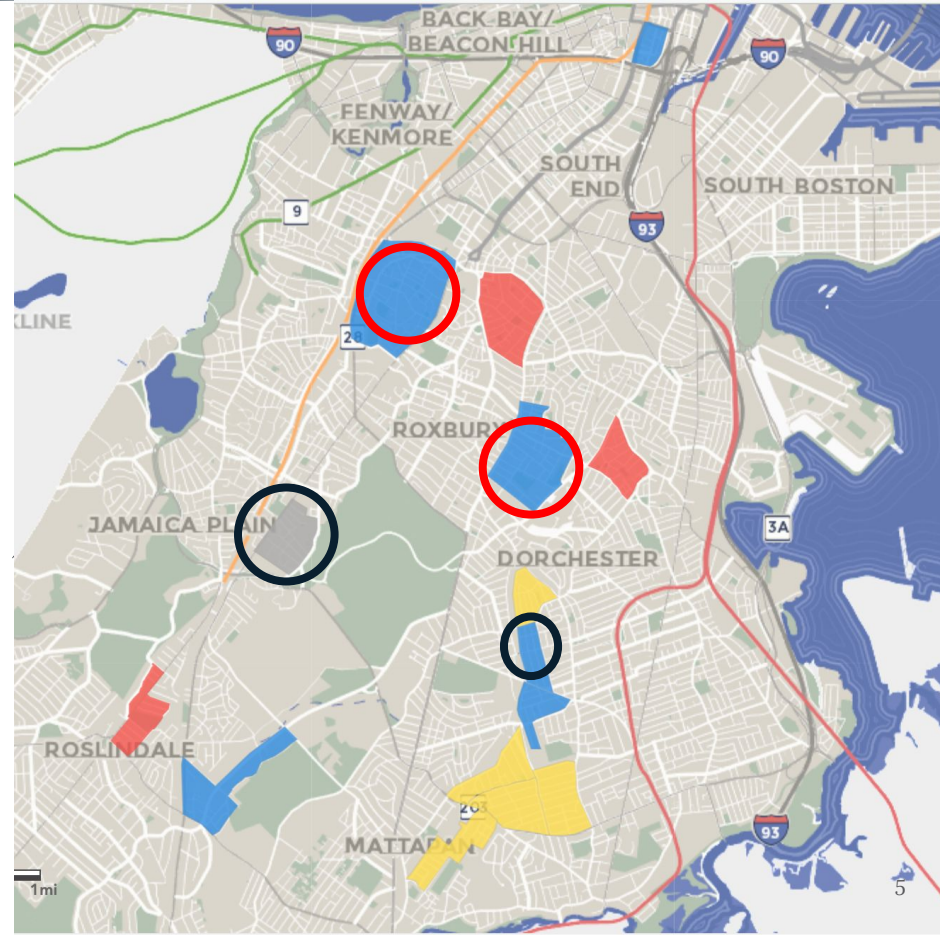 BACK BAY/
BEACON HILL
90
90
FENWAY/
KENMORE
SOUTH
END
SOUTH BOSTON
9
93
KLINE
28
ROXBURY
JAMAICA PLAIN
3A
DORCHESTER
ROSLINDALE
203
MATTAPAN
93
1mi
5